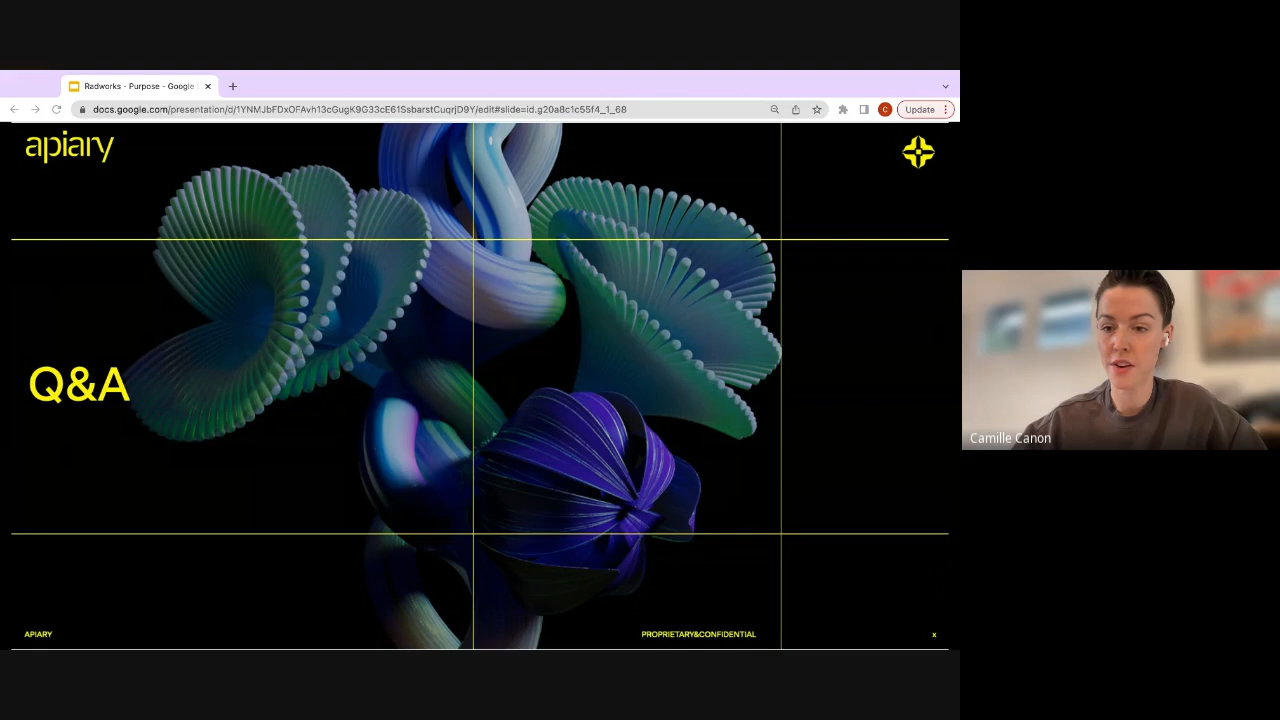 Radworks - Purpose - Google
docs.google.com/presentation/d/1YNMJbFDxOFAvh13cGugK9G33cE61SsbarstCuqrjD9Y/edit#slide=id.g20a8c1c55f4_1_68
C
Update
apiary
Q&A
Camille Canon
APIARY
PROPRIETARY&CONFIDENTIAL
x